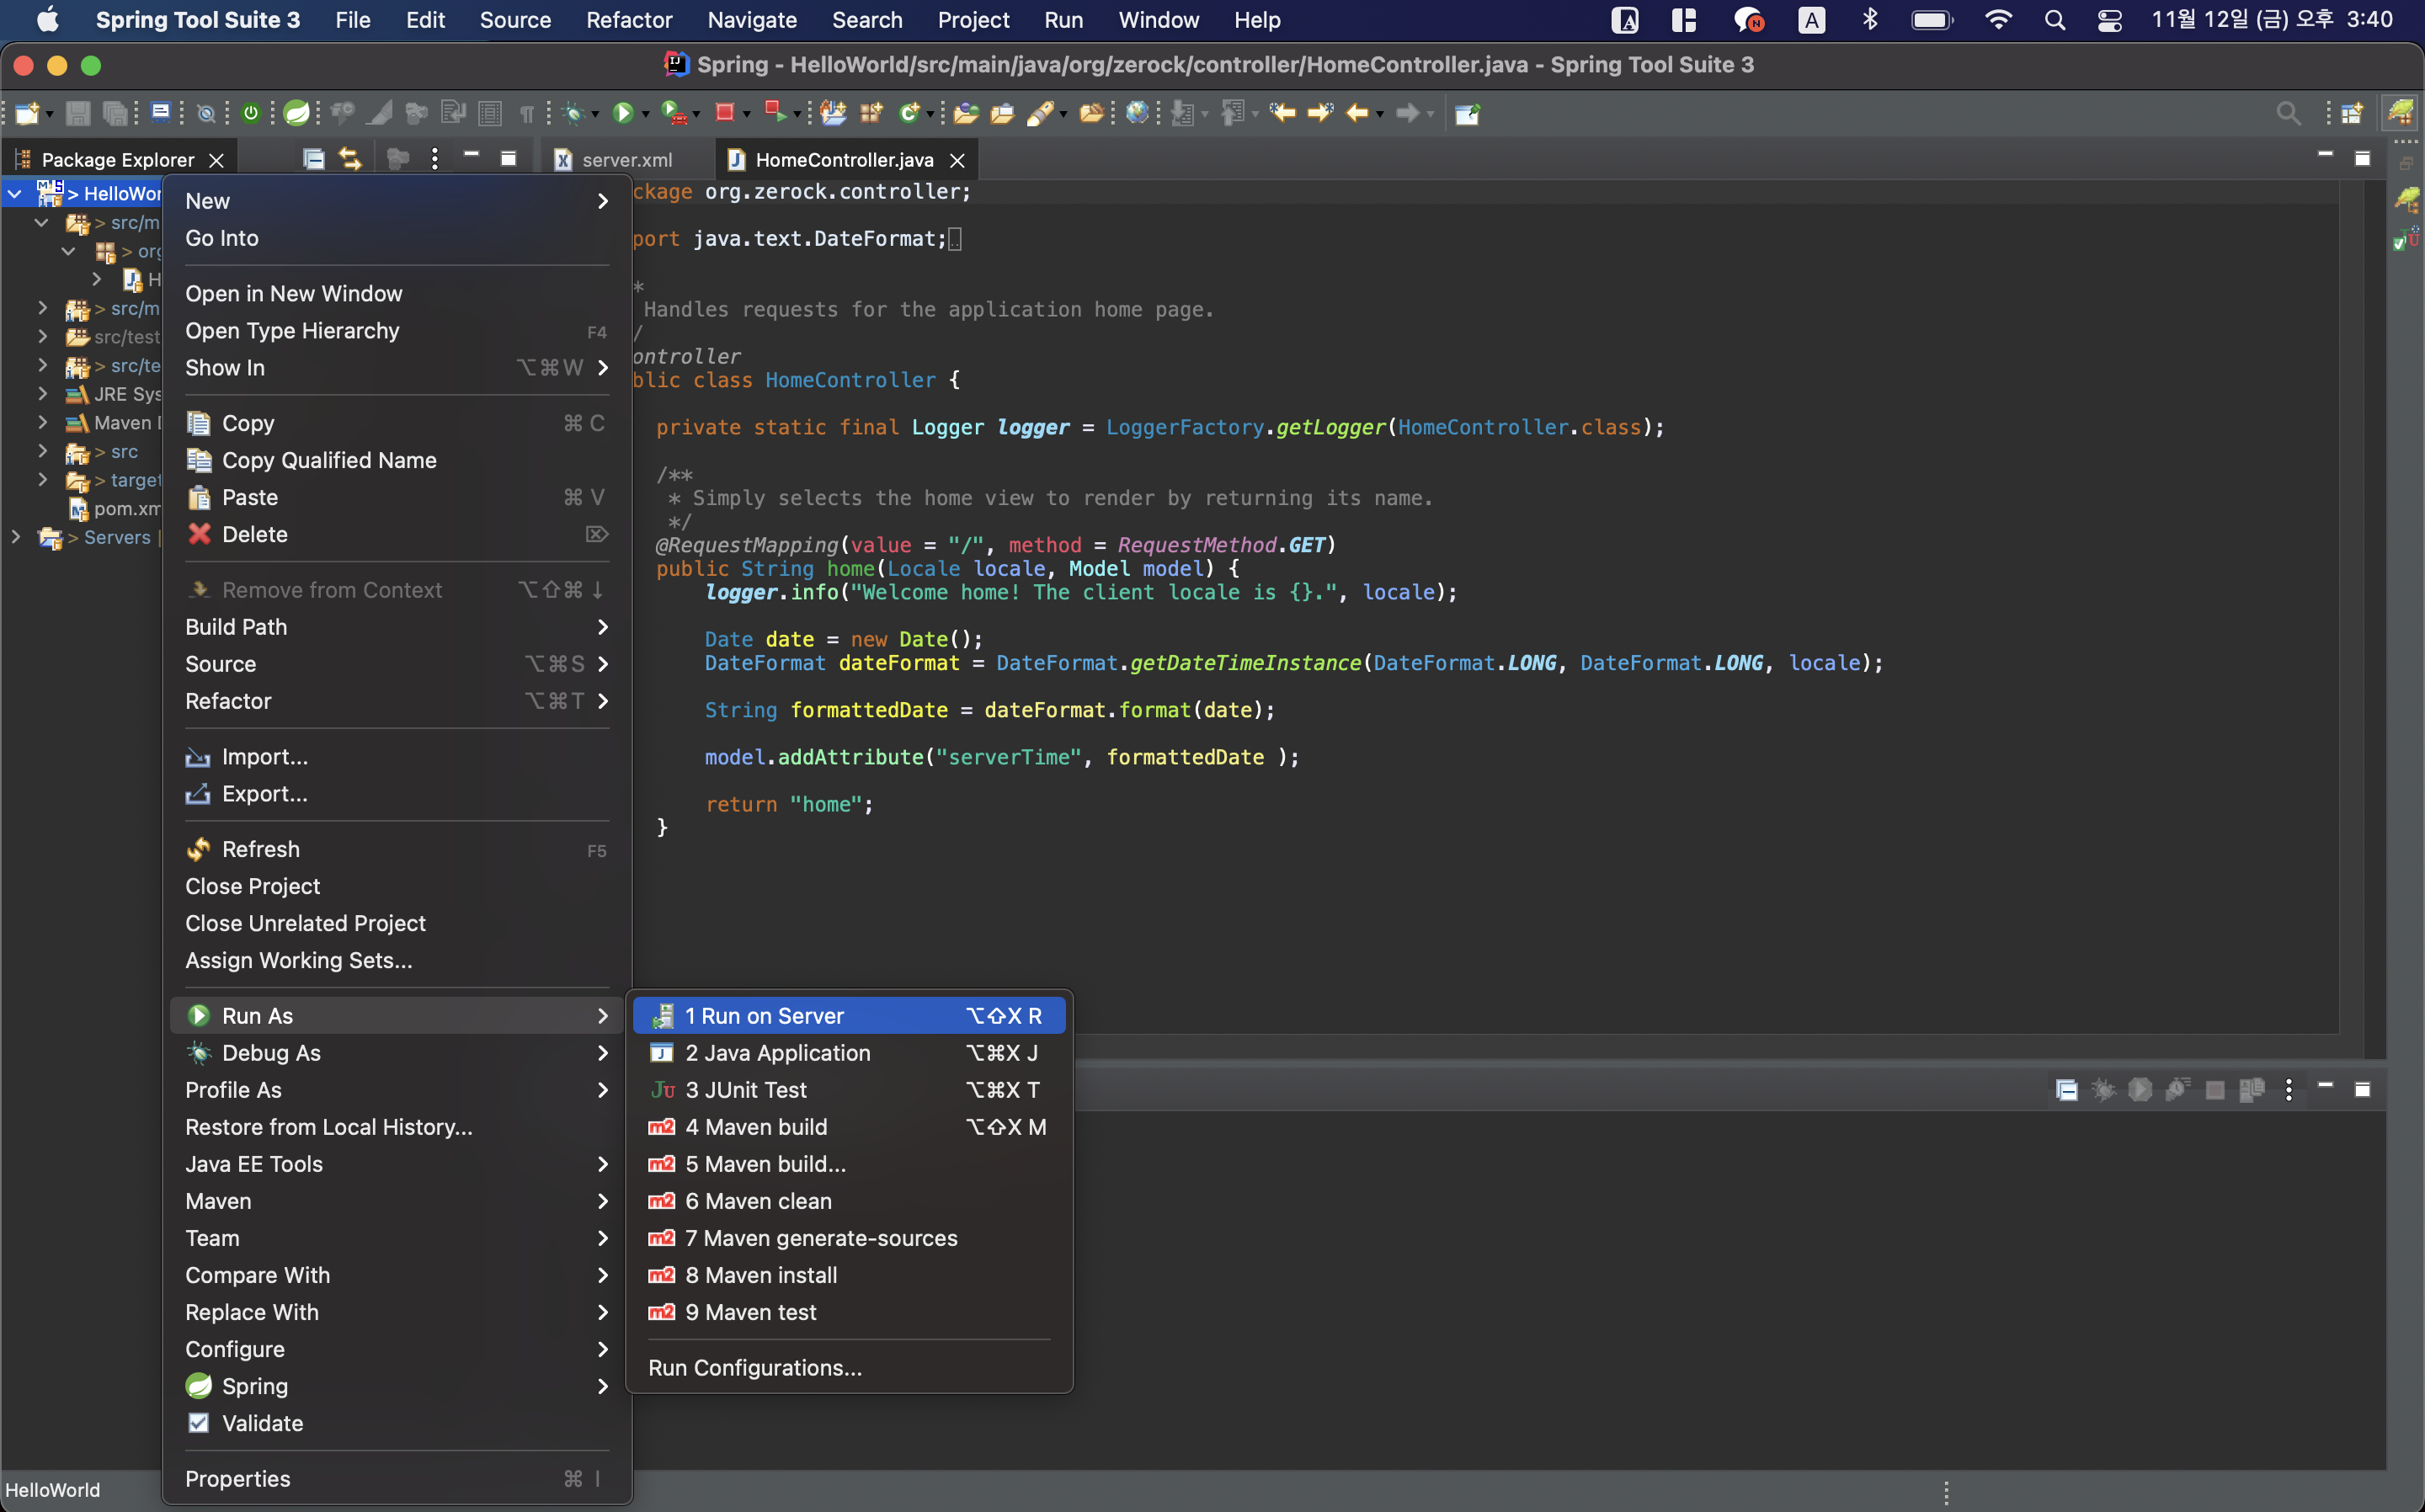 Spring Tool Suite 3 File Edit Source Refactor Navigate Search Project Run Window Help A 11월 12일 (금) 오후 3:40
Spring - HelloWorld/src/main/java/org/zerock/controller/HomeController.java - Spring Tool Suite 3
Package Explorer
server.xml
HomeController.java
> HelloWor
> src/m
> org
H
> src/m
src/test
> src/te
JRE Sys
Maven D
> src
> target
pom.xm
> Servers
New
Go Into
Open in New Window
Open Type Hierarchy F4
Show In ⌥⌘W
Copy ⌘ C
Copy Qualified Name
Paste ⌘ V
Delete ⌦
Remove from Context ⌥⇧⌘↓
Build Path
Source ⌥⌘S
Refactor ⌥⌘T
Import...
Export...
Refresh F5
Close Project
Close Unrelated Project
Assign Working Sets...
Run As
Debug As
Profile As
Restore from Local History...
Java EE Tools
Maven
Team
Compare With
Replace With
Configure
Spring
Validate
Properties ⌘ I
1 Run on Server ⌥⇧X R
2 Java Application ⌥⌘X J
3 JUnit Test ⌥⌘X T
4 Maven build ⌥⇧X M
5 Maven build...
6 Maven clean
7 Maven generate-sources
8 Maven install
9 Maven test
Run Configurations...
ckage org.zerock.controller;
port java.text.DateFormat;
*
Handles requests for the application home page.
/
ontroller
blic class HomeController {
private static final Logger logger = LoggerFactory.getLogger(HomeController.class);
/**
* Simply selects the home view to render by returning its name.
*/
@RequestMapping(value = "/", method = RequestMethod.GET)
public String home(Locale locale, Model model) {
logger.info("Welcome home! The client locale is {}.", locale);
Date date = new Date();
DateFormat dateFormat = DateFormat.getDateTimeInstance(DateFormat.LONG, DateFormat.LONG, locale);
String formattedDate = dateFormat.format(date);
model.addAttribute("serverTime", formattedDate );
return "home";
}
HelloWorld